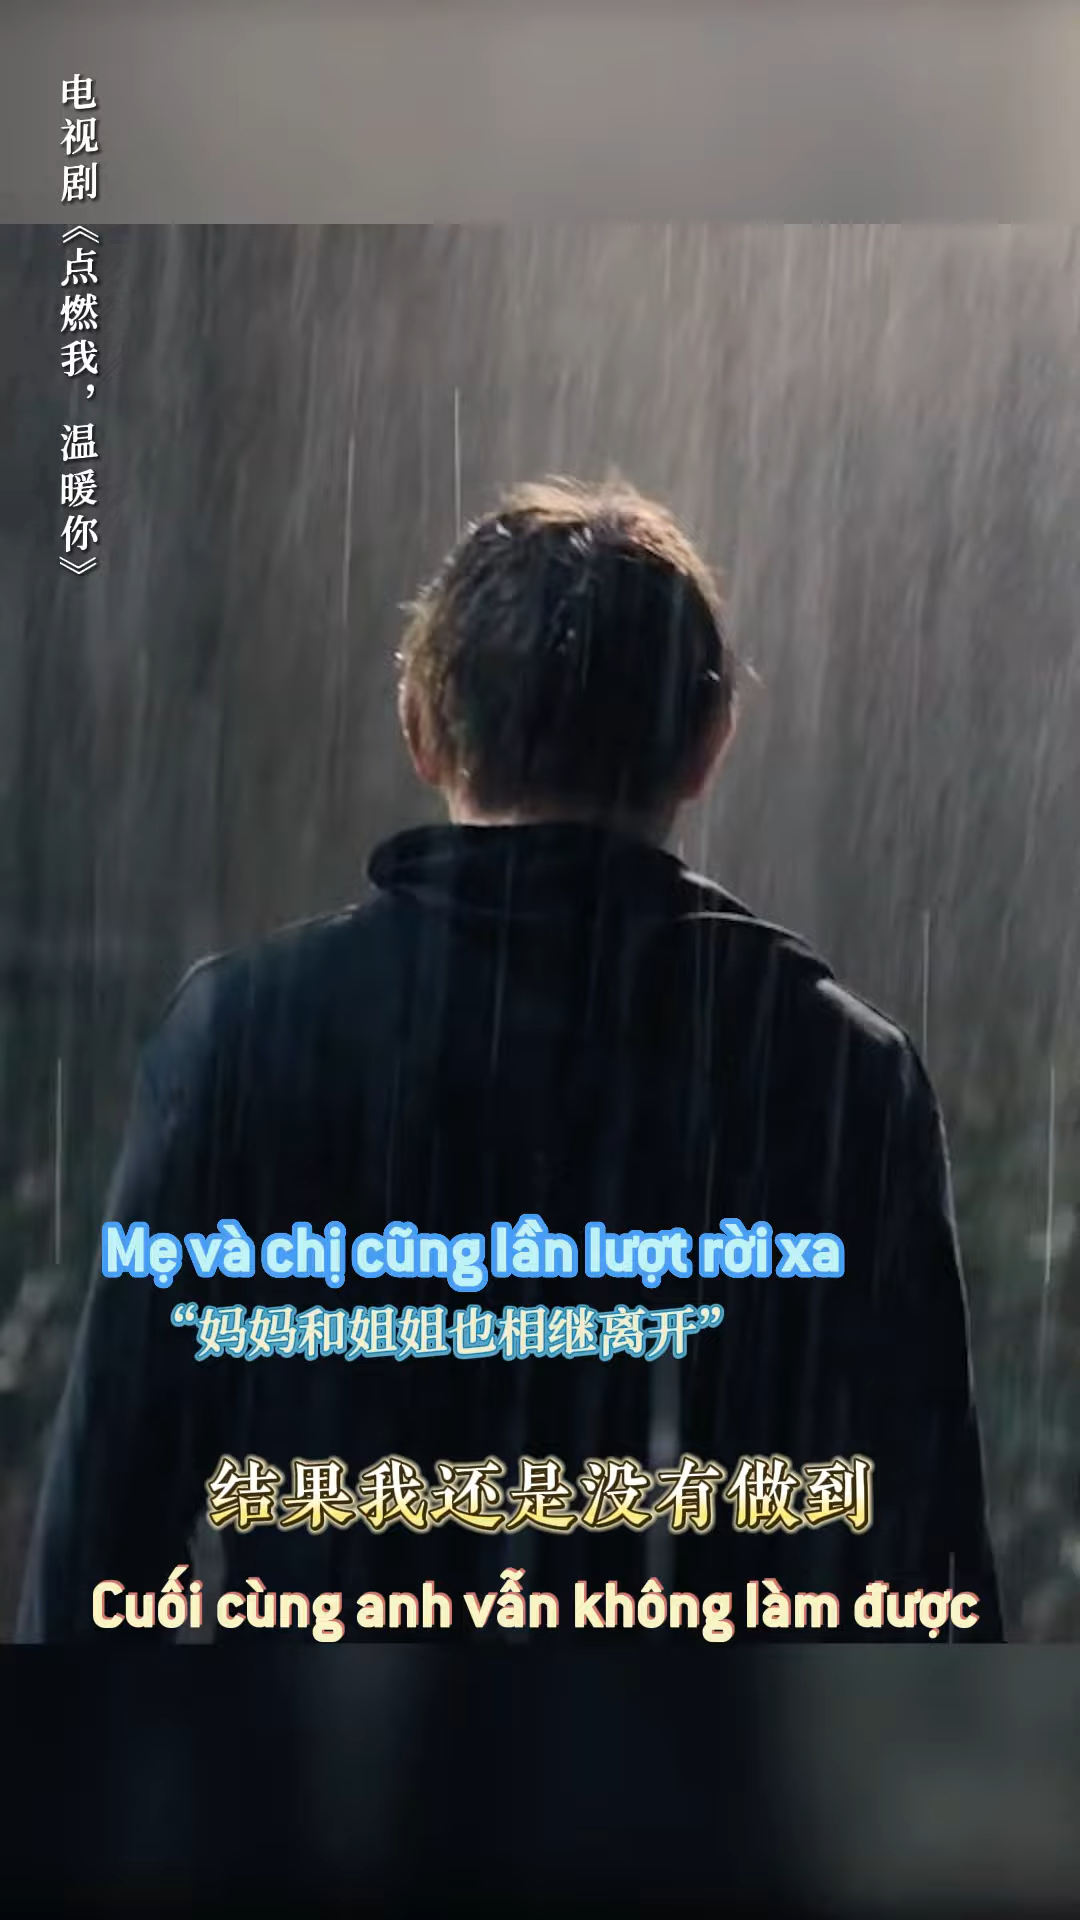 电视剧《点燃我，温暖你》
Mẹ và chị cũng lần lượt rời xa
“妈妈和姐姐也相继离开”
结果我还是没有做到
Cuối cùng anh vẫn không làm được